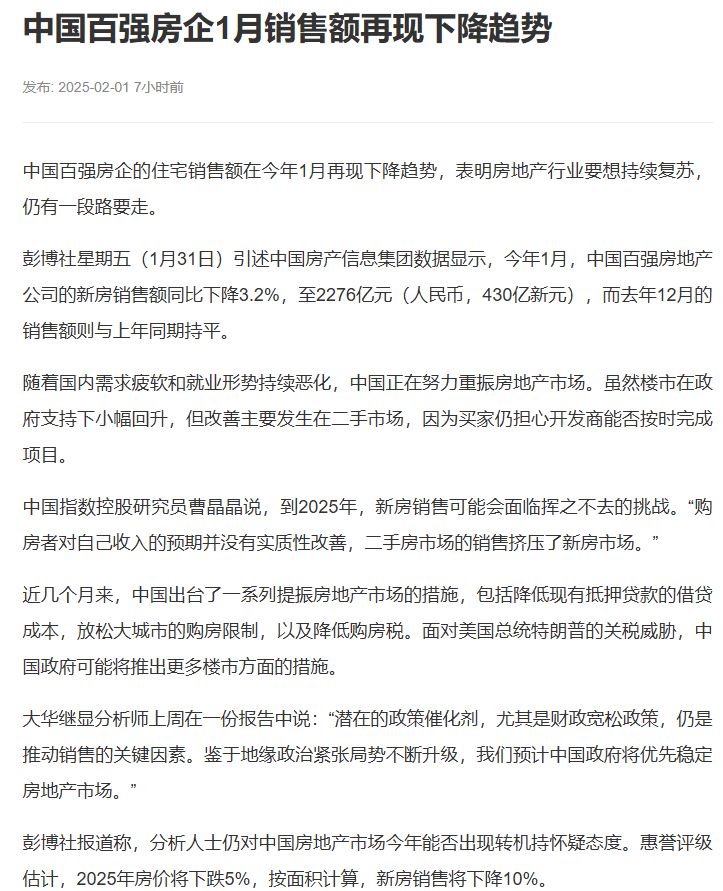 中国百强房企1月销售额再现下降趋势
发布: 2025-02-01 7小时前
中国百强房企的住宅销售额在今年1月再现下降趋势，表明房地产行业要想持续复苏，
仍有一段路要走。
彭博社星期五（1月31日）引述中国房产信息集团数据显示，今年1月，中国百强房地产
公司的新房销售额同比下降3.2%，至2276亿元（人民币，430亿新元），而去年12月的
销售额则与上年同期持平。
随着国内需求疲软和就业形势持续恶化，中国正在努力重振房地产市场。虽然楼市在政
府支持下小幅回升，但改善主要发生在二手市场，因为买家仍担心开发商能否按时完成
项目。
中国指数控股研究员曹晶晶说，到2025年，新房销售可能会面临挥之不去的挑战。“购
房者对自己收入的预期并没有实质性改善，二手房市场的销售挤压了新房市场。”
近几个月来，中国出台了一系列提振房地产市场的措施，包括降低现有抵押贷款的借贷
成本，放松大城市的购房限制，以及降低购房税。面对美国总统特朗普的关税威胁，中
国政府可能将推出更多楼市方面的措施。
大华继显分析师上周在一份报告中说：“潜在的政策催化剂，尤其是财政宽松政策，仍是
推动销售的关键因素。鉴于地缘政治紧张局势不断升级，我们预计中国政府将优先稳定
房地产市场。”
彭博社报道称，分析人士仍对中国房地产市场今年能否出现转机持怀疑态度。惠誉评级
估计，2025年房价将下跌5%，按面积计算，新房销售将下降10%。